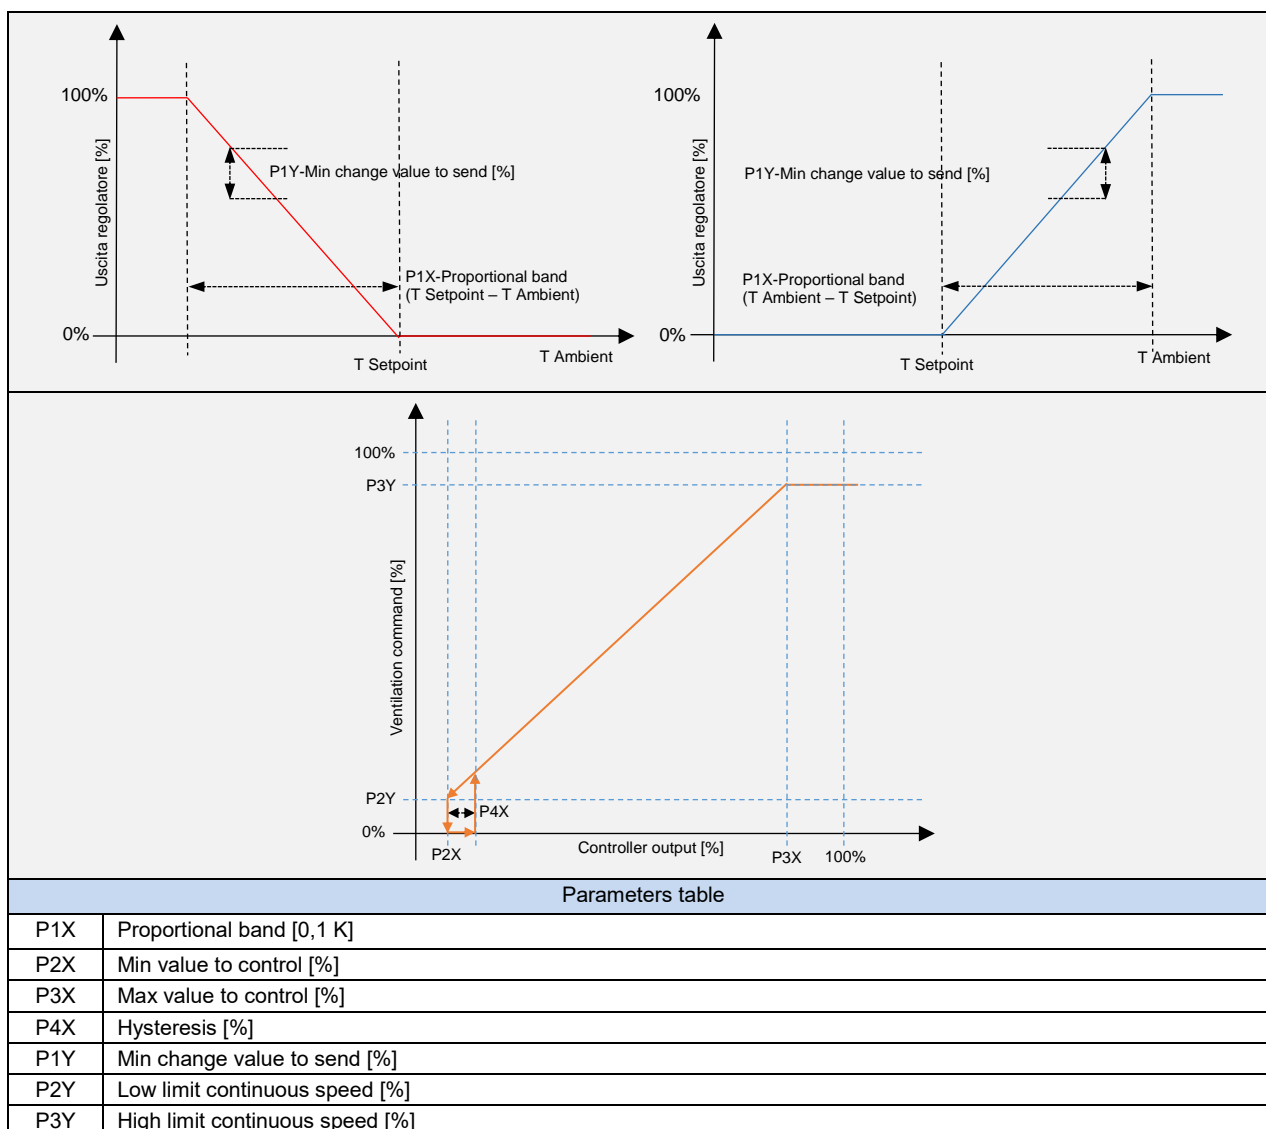 100%
Uscita regolatore [%]
P1Y-Min change value to send [%]
P1X-Proportional band
(T Setpoint – T Ambient)
0%
T Setpoint
T Ambient
100%
Uscita regolatore [%]
P1Y-Min change value to send [%]
P1X-Proportional band
(T Ambient – T Setpoint)
0%
T Setpoint
T Ambient
100%
P3Y
Ventilation command [%]
P2Y
P4X
0%
P2X
Controller output [%]
P3X
100%
Parameters table
P1X Proportional band [0,1 K]
P2X Min value to control [%]
P3X Max value to control [%]
P4X Hysteresis [%]
P1Y Min change value to send [%]
P2Y Low limit continuous speed [%]
P3Y High limit continuous speed [%]